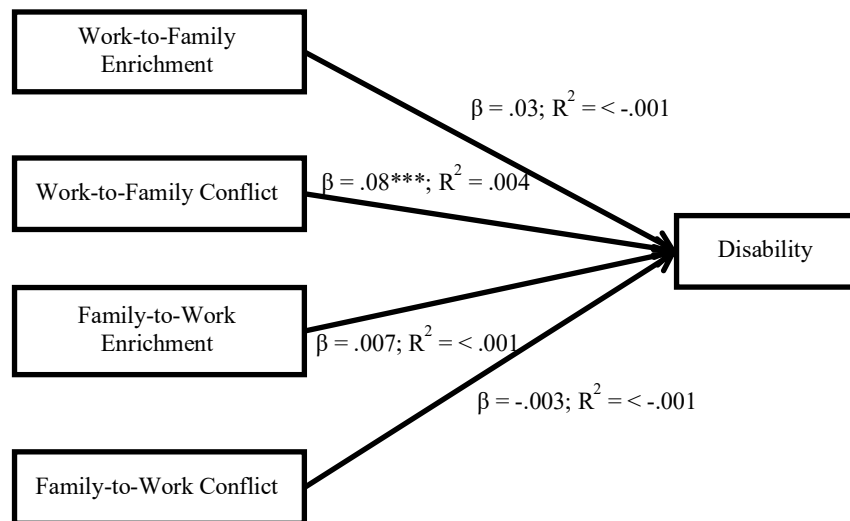 Work-to-Family
Enrichment
β = .03; R² = < -.001
Work-to-Family Conflict
β = .08***; R² = .004
Disability
Family-to-Work
Enrichment
β = .007; R² = < .001
β = -.003; R² = < -.001
Family-to-Work Conflict